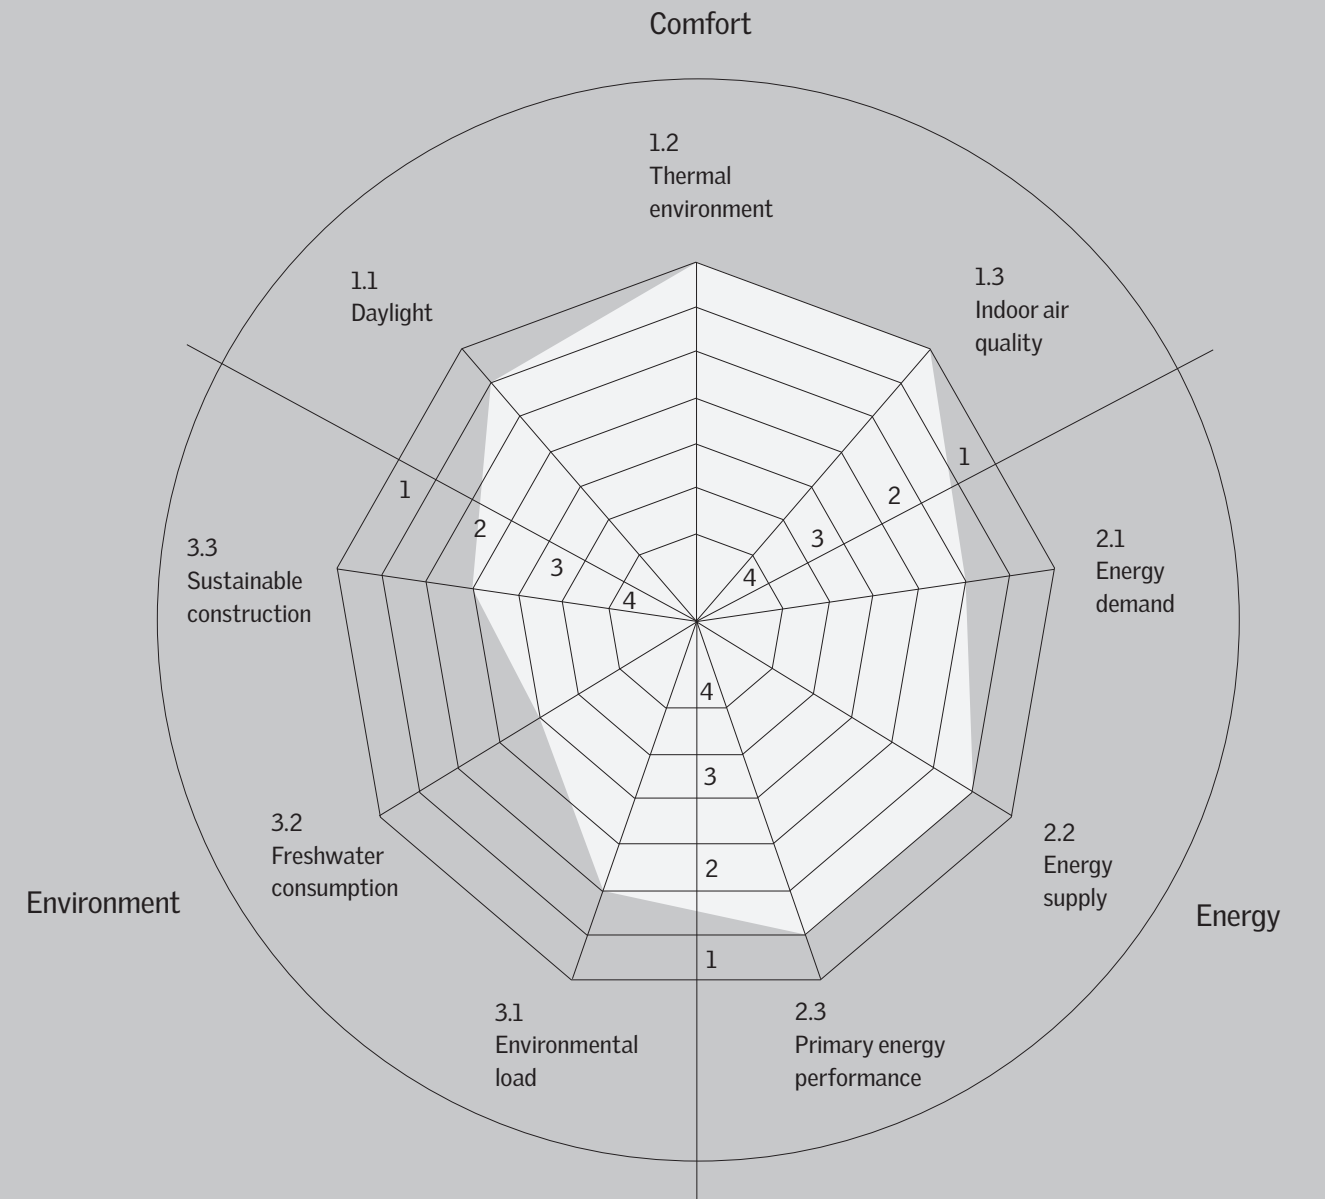 Comfort
1.2
Thermal
environment
1.1
Daylight
1.3
Indoor air
quality
1
2
3
4
1
2
3
4
3.3
Sustainable
construction
2.1
Energy
demand
4
3
2
1
3.2
Freshwater
consumption
2.2
Energy
supply
Environment
Energy
3.1
Environmental
load
2.3
Primary energy
performance